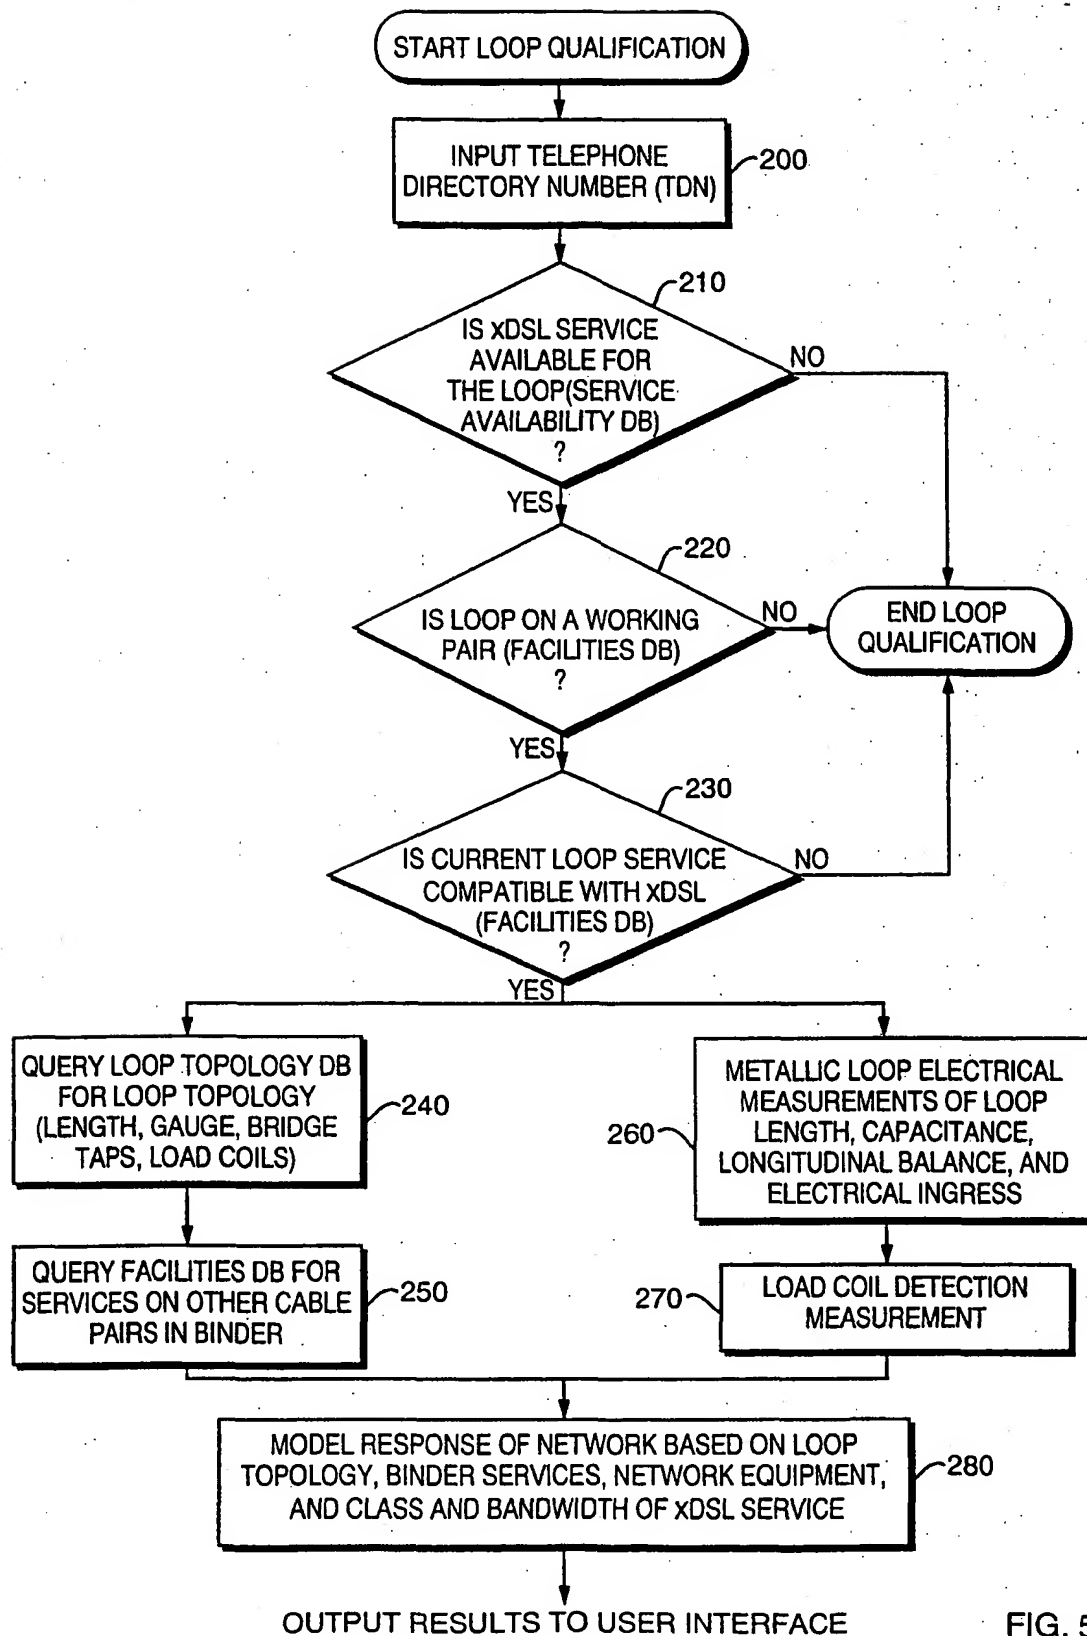 START LOOP QUALIFICATION
INPUT TELEPHONE
DIRECTORY NUMBER (TDN)
200
210
IS xDSL SERVICE
AVAILABLE FOR
THE LOOP(SERVICE
AVAILABILITY DB)
?
NO
YES
220
IS LOOP ON A WORKING
PAIR (FACILITIES DB)
?
NO
END LOOP
QUALIFICATION
YES
230
IS CURRENT LOOP SERVICE
COMPATIBLE WITH xDSL
(FACILITIES DB)
?
NO
YES
QUERY LOOP TOPOLOGY DB
FOR LOOP TOPOLOGY
(LENGTH, GAUGE, BRIDGE
TAPS, LOAD COILS)
240
260
METALLIC LOOP ELECTRICAL
MEASUREMENTS OF LOOP
LENGTH, CAPACITANCE,
LONGITUDINAL BALANCE, AND
ELECTRICAL INGRESS
QUERY FACILITIES DB FOR
SERVICES ON OTHER CABLE
PAIRS IN BINDER
250
270
LOAD COIL DETECTION
MEASUREMENT
MODEL RESPONSE OF NETWORK BASED ON LOOP
TOPOLOGY, BINDER SERVICES, NETWORK EQUIPMENT,
AND CLASS AND BANDWIDTH OF xDSL SERVICE
280
OUTPUT RESULTS TO USER INTERFACE
FIG. 5